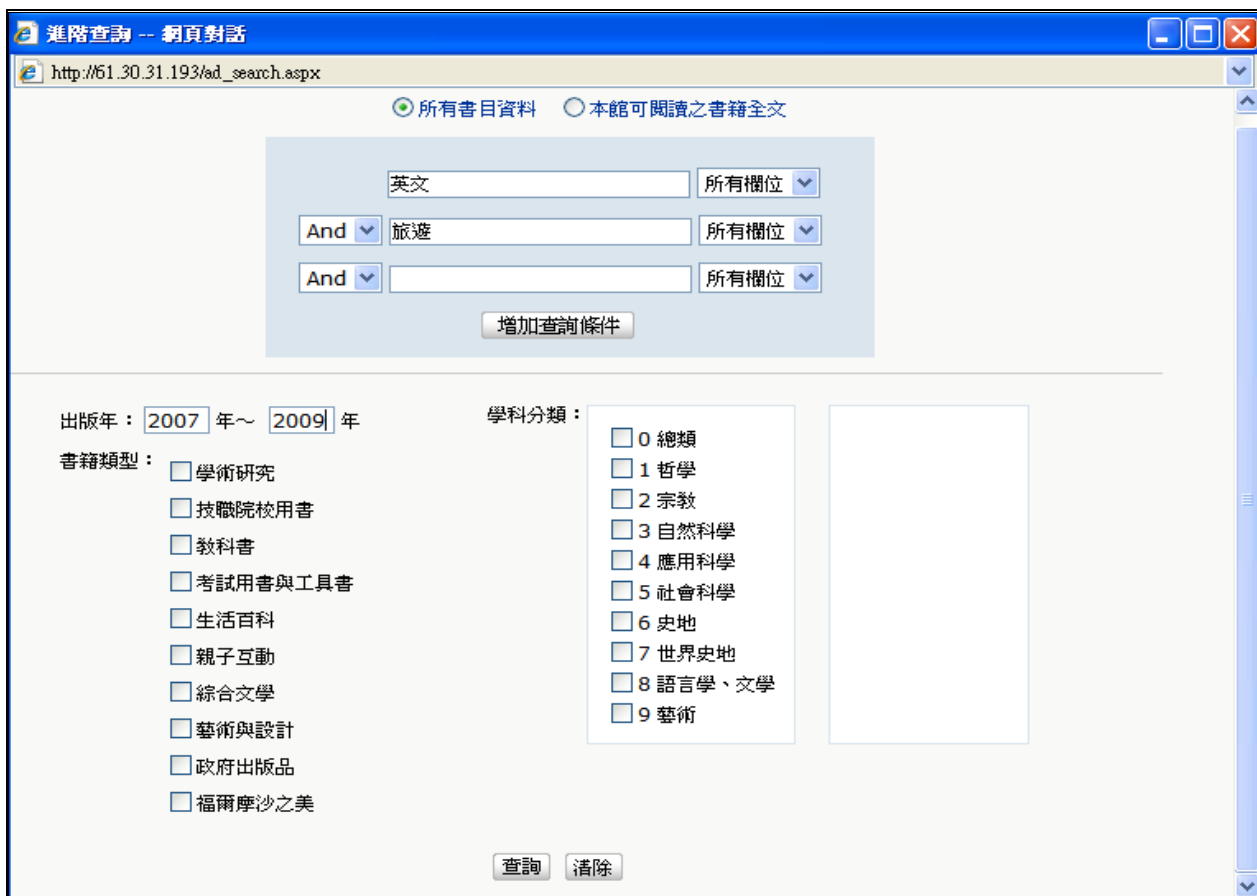 進階查詢 -- 網頁對話
http://61.30.31.193/ad_search.aspx
所有書目資料 本館可閱讀之書籍全文
英文 所有欄位
And 旅遊 所有欄位
And 所有欄位
增加查詢條件
出版年：2007 年～ 2009 年
書籍類型：
學術研究
技職院校用書
教科書
考試用書與工具書
生活百科
親子互動
綜合文學
藝術與設計
政府出版品
福爾摩沙之美
學科分類：
0 總類
1 哲學
2 宗教
3 自然科學
4 應用科學
5 社會科學
6 史地
7 世界史地
8 語言學、文學
9 藝術
查詢 清除